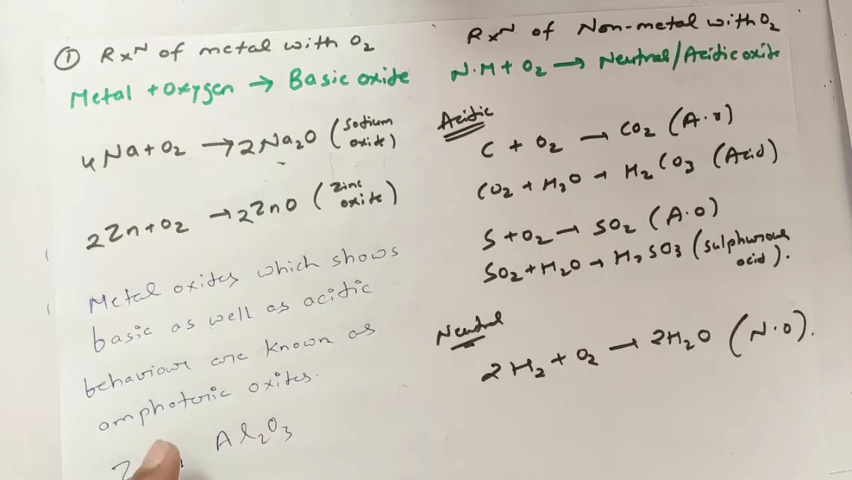 ① RxN of metal with O₂
Metal + Oxygen → Basic oxide
4Na + O₂ → 2Na₂O (Sodium oxide)
2Zn + O₂ → 2ZnO (Zinc oxide)
Metal oxites which shows
basic as well as acidic
behaviour are known as
amphoteric oxites.
Al₂O₃
RxN of Non-metal with O₂
N.M + O₂ → Neutral/Acidic oxite
Acidic
C + O₂ → CO₂ (A.x)
CO₂ + H₂O → H₂CO₃ (Acid)
S + O₂ → SO₂ (A.O)
SO₂ + H₂O → H₂SO₃ (sulphurous acid).
Neutral
2H₂ + O₂ → 2H₂O (N.O).